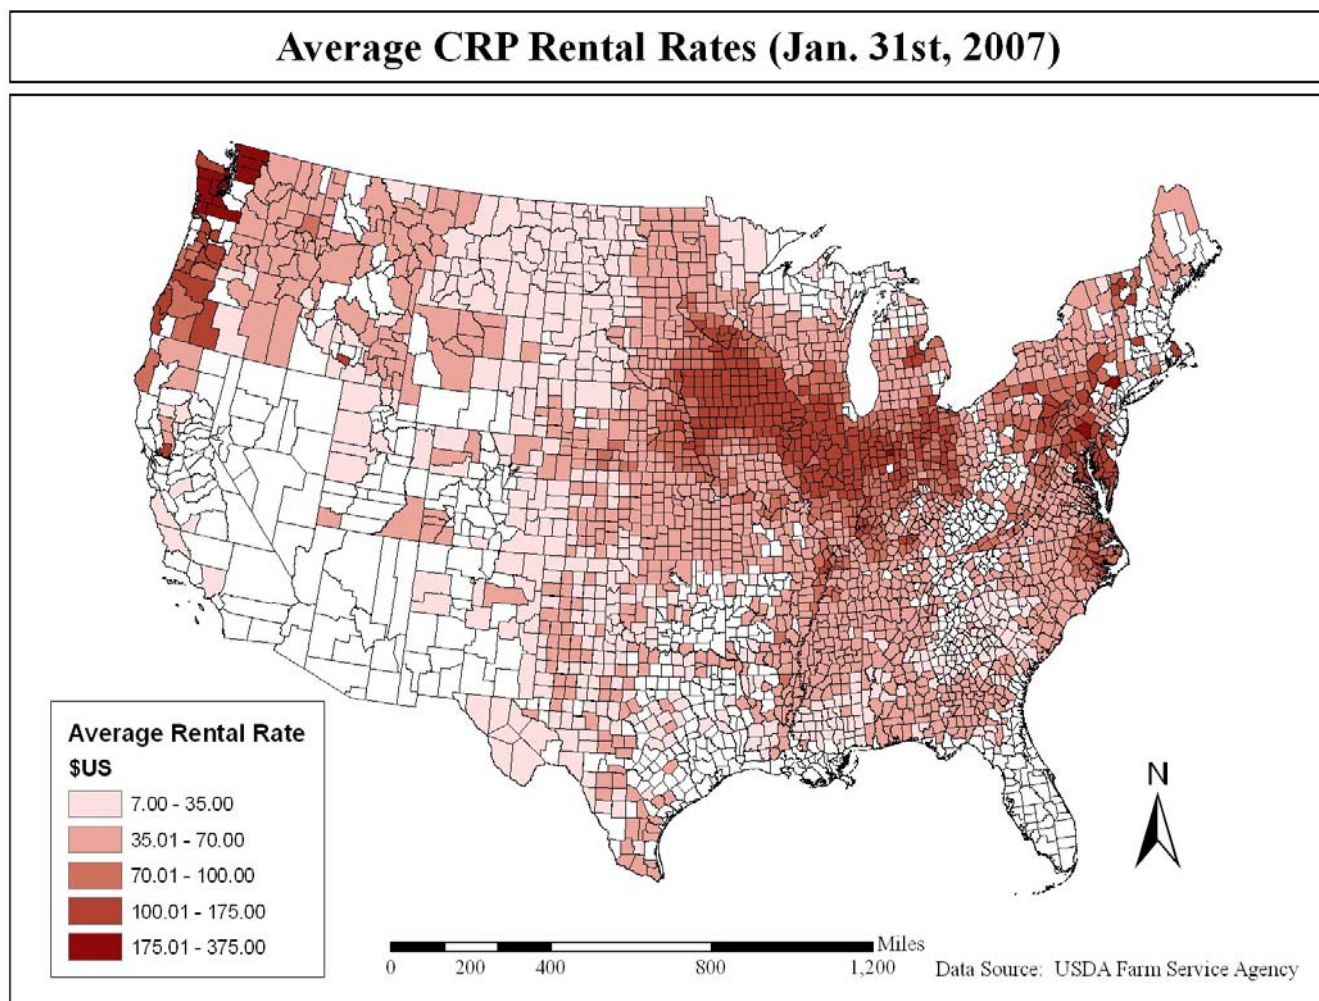 Average CRP Rental Rates (Jan. 31st, 2007)
Average Rental Rate
$US
7.00 - 35.00
35.01 - 70.00
70.01 - 100.00
100.01 - 175.00
175.01 - 375.00
N
Miles
0 200 400 800 1,200
Data Source: USDA Farm Service Agency